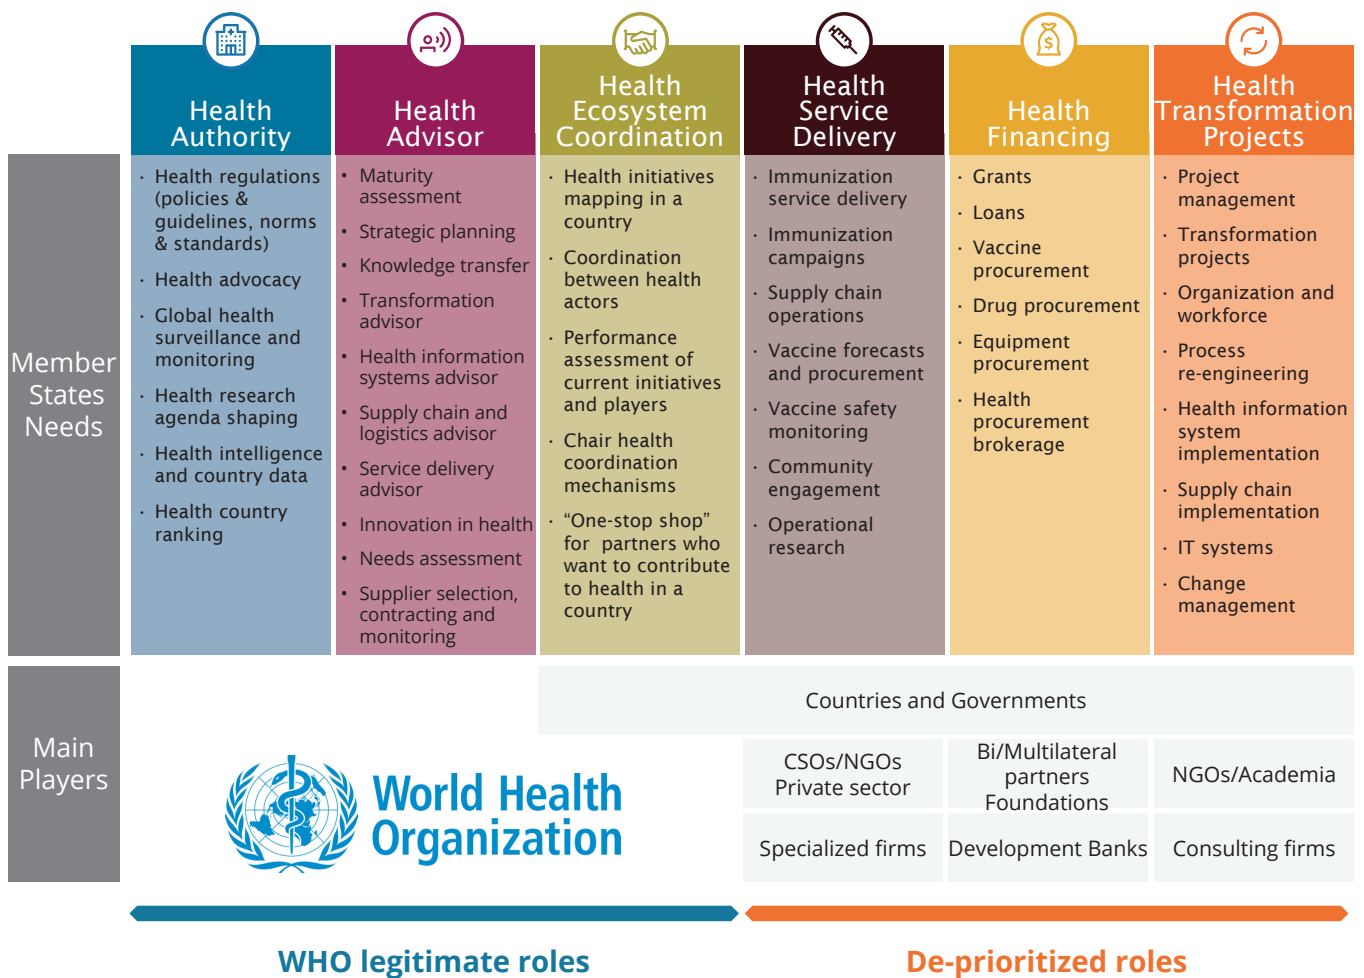 Health
Authority
Health
Advisor
Health
Ecosystem
Coordination
Health
Service
Delivery
Health
Financing
Health
Transformation
Projects
Member
States
Needs
· Health regulations
(policies &
guidelines, norms
& standards)
· Health advocacy
· Global health
surveillance and
monitoring
· Health research
agenda shaping
· Health intelligence
and country data
· Health country
ranking
• Maturity
assessment
• Strategic planning
• Knowledge transfer
• Transformation
advisor
• Health information
systems advisor
• Supply chain and
logistics advisor
• Service delivery
advisor
• Innovation in health
• Needs assessment
• Supplier selection,
contracting and
monitoring
· Health initiatives
mapping in a
country
· Coordination
between health
actors
· Performance
assessment of
current initiatives
and players
· Chair health
coordination
mechanisms
· “One-stop shop”
for partners who
want to contribute
to health in a
country
· Immunization
service delivery
· Immunization
campaigns
· Supply chain
operations
· Vaccine forecasts
and procurement
· Vaccine safety
monitoring
· Community
engagement
· Operational
research
· Grants
· Loans
· Vaccine
procurement
· Drug procurement
· Equipment
procurement
· Health
procurement
brokerage
· Project
management
· Transformation
projects
· Organization and
workforce
· Process
re-engineering
· Health information
system
implementation
· Supply chain
implementation
· IT systems
· Change
management
Main
Players
World Health
Organization
Countries and Governments
CSOs/NGOs
Private sector
Bi/Multilateral
partners
Foundations
NGOs/Academia
Specialized firms
Development Banks
Consulting firms
WHO legitimate roles
De-prioritized roles